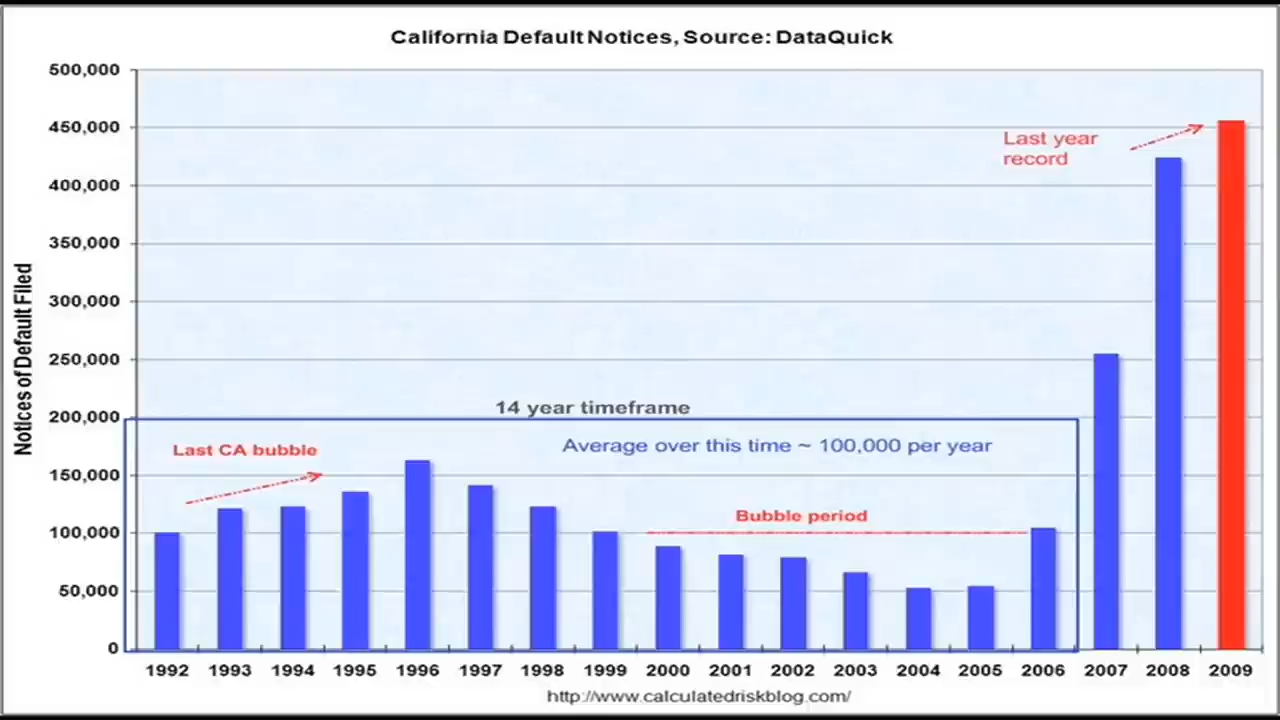 California Default Notices, Source: DataQuick
500,000
450,000
400,000
350,000
300,000
250,000
200,000
150,000
100,000
50,000
0
Notices of Default Filed
Last year
record
14 year timeframe
Last CA bubble
Average over this time ~ 100,000 per year
Bubble period
1992 1993 1994 1995 1996 1997 1998 1999 2000 2001 2002 2003 2004 2005 2006 2007 2008 2009
http://www.calculatedriskblog.com/